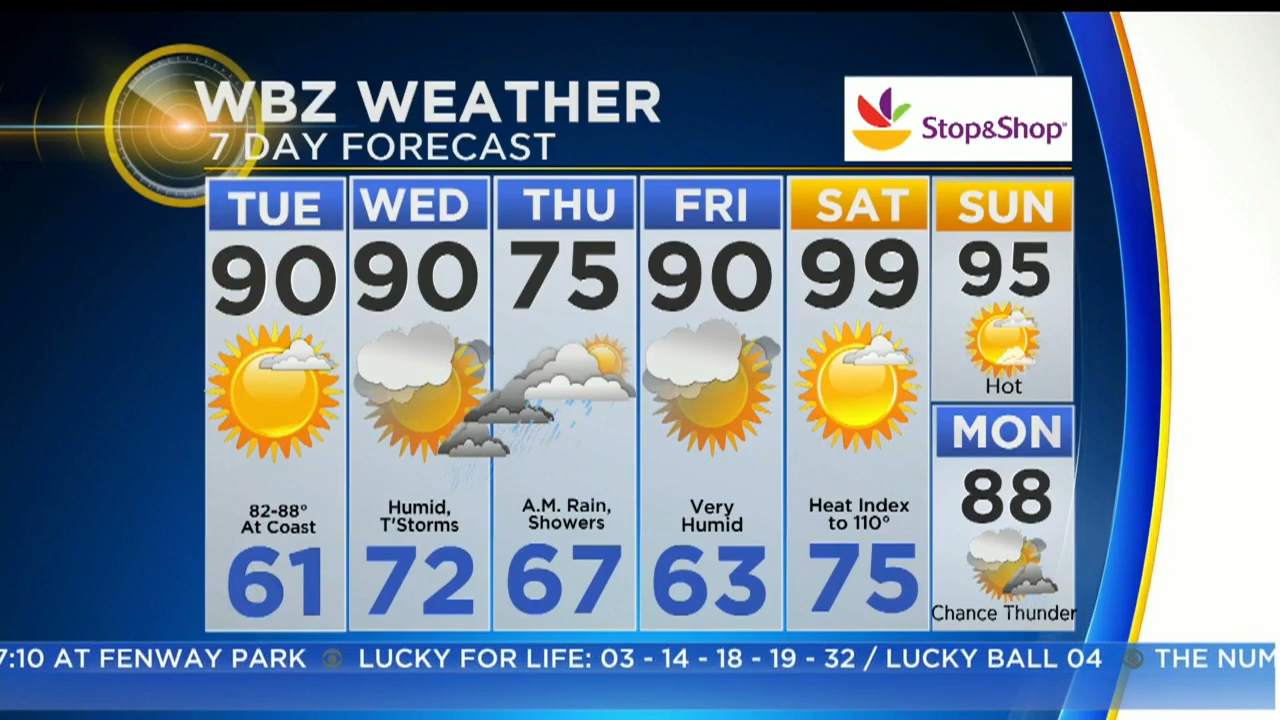 WBZ WEATHER
7 DAY FORECAST
Stop&Shop
TUE
90
82-88°
At Coast
61
WED
90
Humid,
T'Storms
72
THU
75
A.M. Rain,
Showers
67
FRI
90
Very
Humid
63
SAT
99
Heat Index
to 110°
75
SUN
95
Hot
MON
88
Chance Thunder
7:10 AT FENWAY PARK LUCKY FOR LIFE: 03 - 14 - 18 - 19 - 32 / LUCKY BALL 04 THE NUM